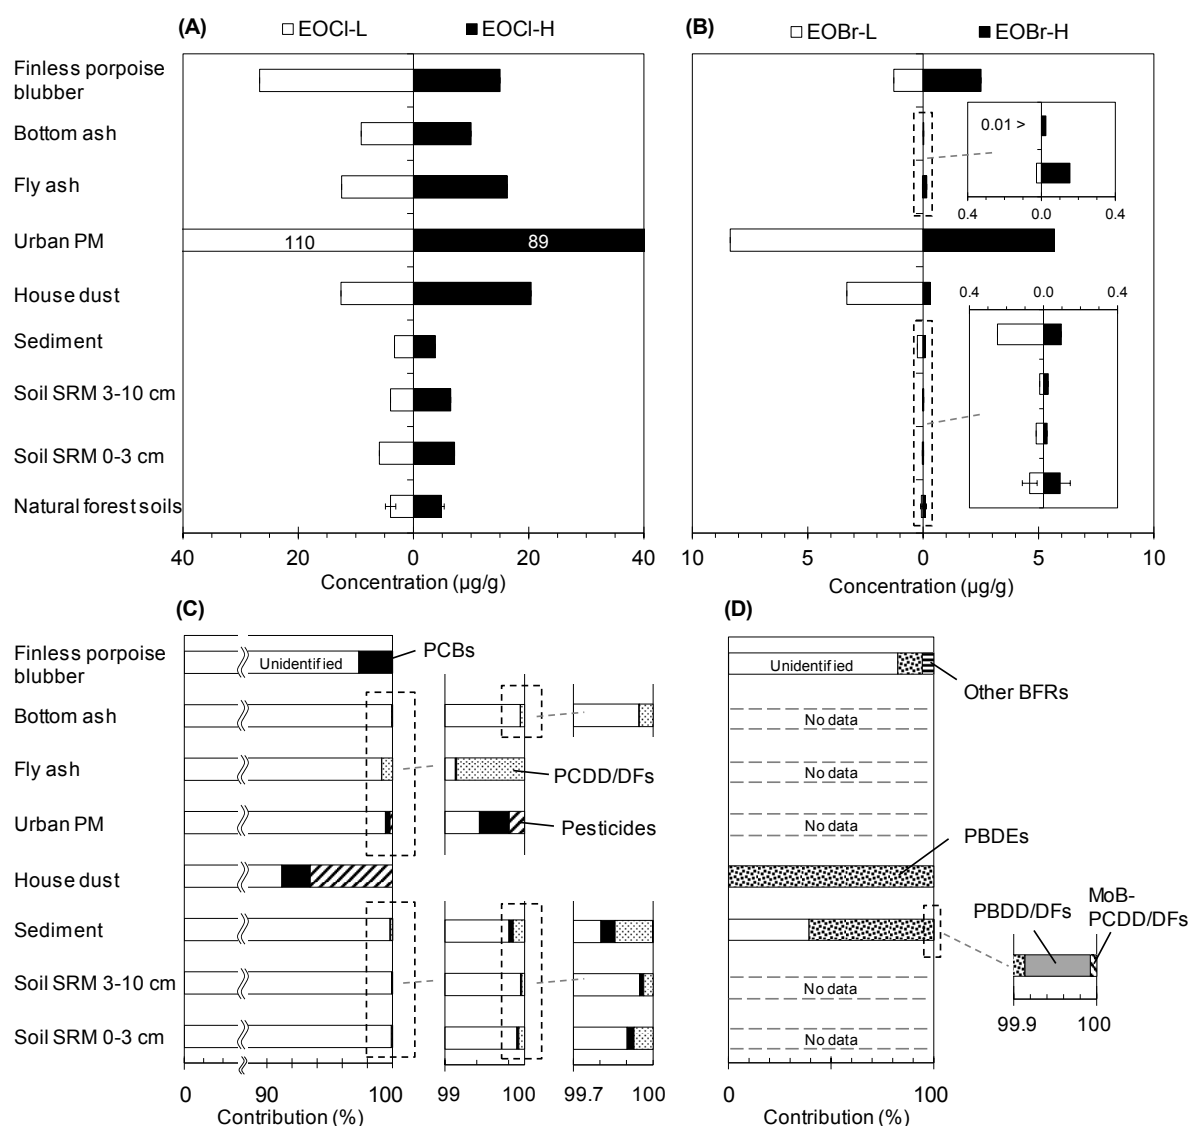 (A) EOCl-L EOCl-H
(B) EOBr-L EOBr-H
Finless porpoise
blubber
Bottom ash
Fly ash
Urban PM
House dust
Sediment
Soil SRM 3-10 cm
Soil SRM 0-3 cm
Natural forest soils
110 89
40 20 0 20 40
Concentration (µg/g)
0.01 >
0.4 0.0 0.4
0.4 0.0 0.4
10 5 0 5 10
Concentration (µg/g)
(C)
Finless porpoise
blubber
Bottom ash
Fly ash
Urban PM
House dust
Sediment
Soil SRM 3-10 cm
Soil SRM 0-3 cm
Unidentified
PCBs
PCDD/DFs
Pesticides
0 90 100
99 100
99.7 100
Contribution (%)
(D)
Unidentified
Other BFRs
No data
No data
No data
PBDEs
PBDD/DFs
MoB-
PCDD/DFs
No data
No data
99.9 100
0 100
Contribution (%)